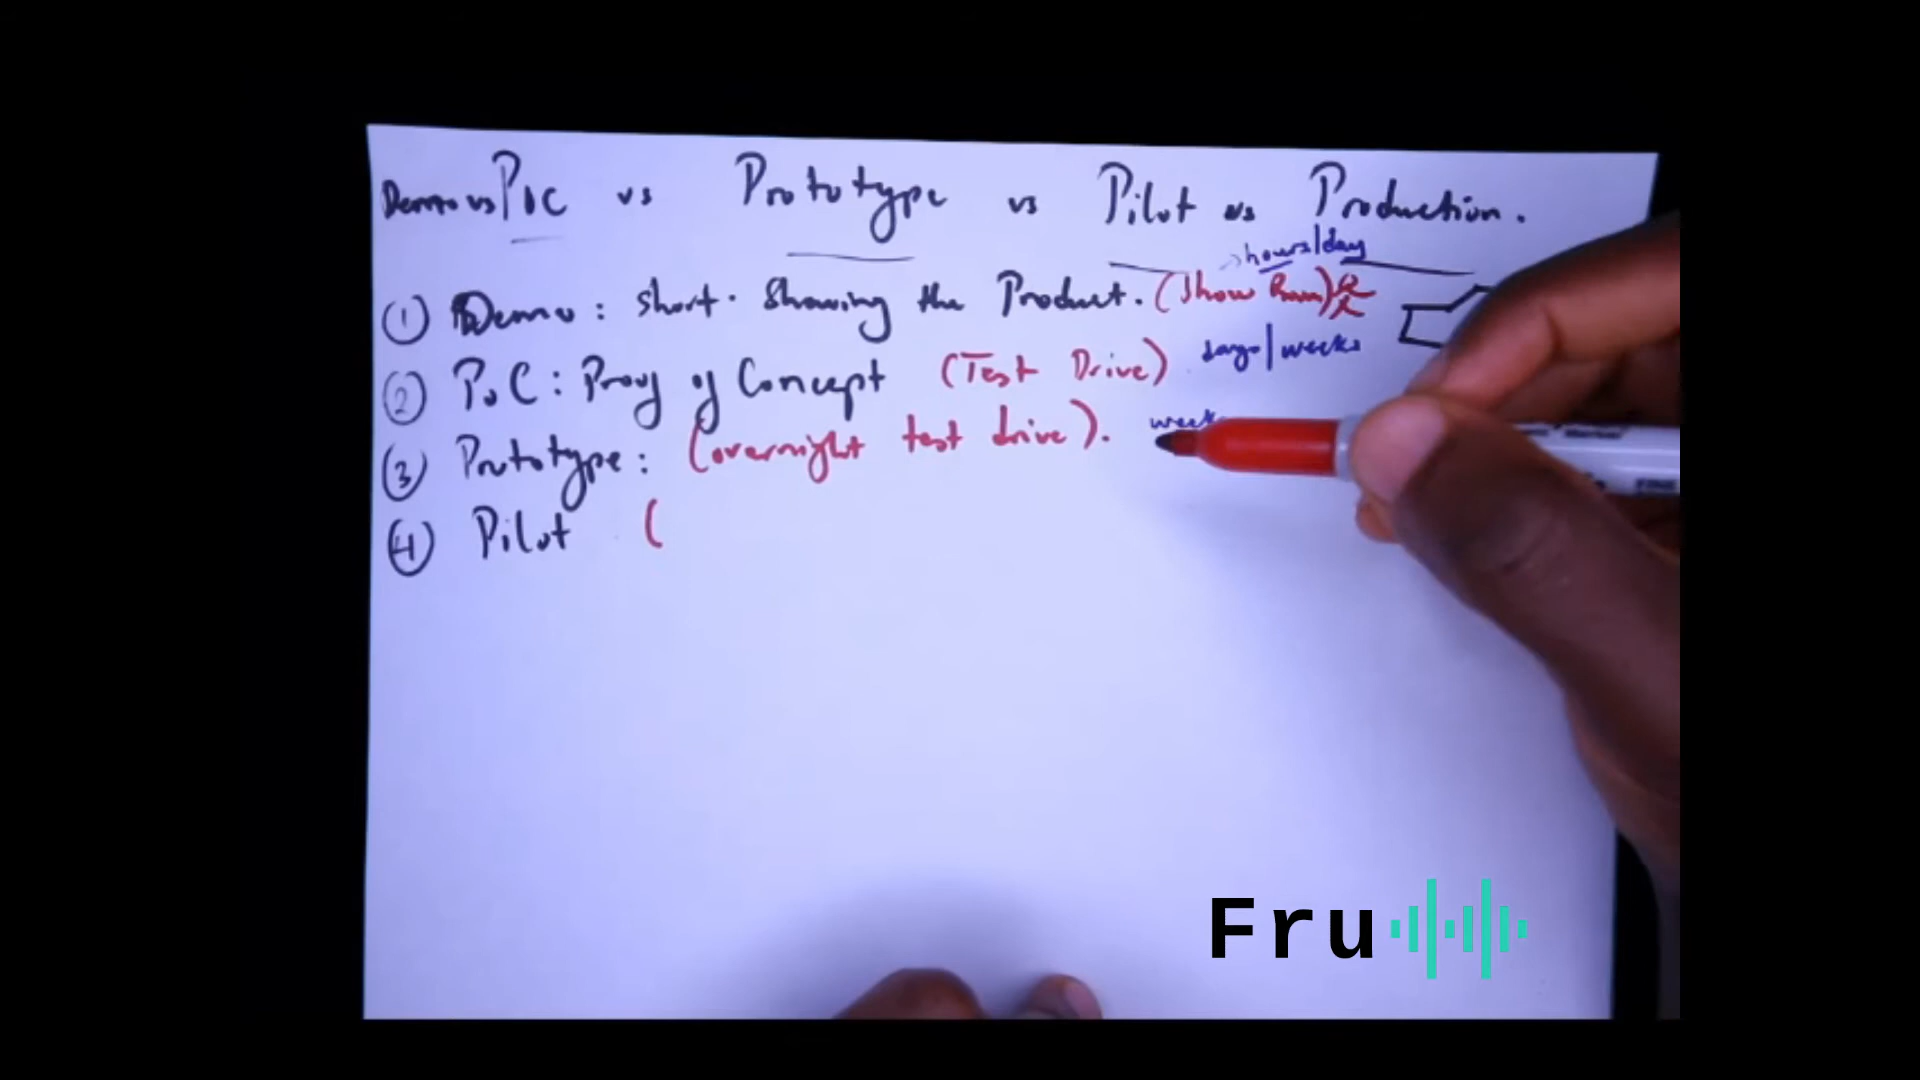 Demo vs PoC vs Prototype vs Pilot vs Production.
hours/day
① Demo: short. Showing the Product. (Show Room)
② PoC: Proof of Concept (Test Drive) days/weeks
③ Prototype: (overnight test drive). week
④ Pilot (
Fru